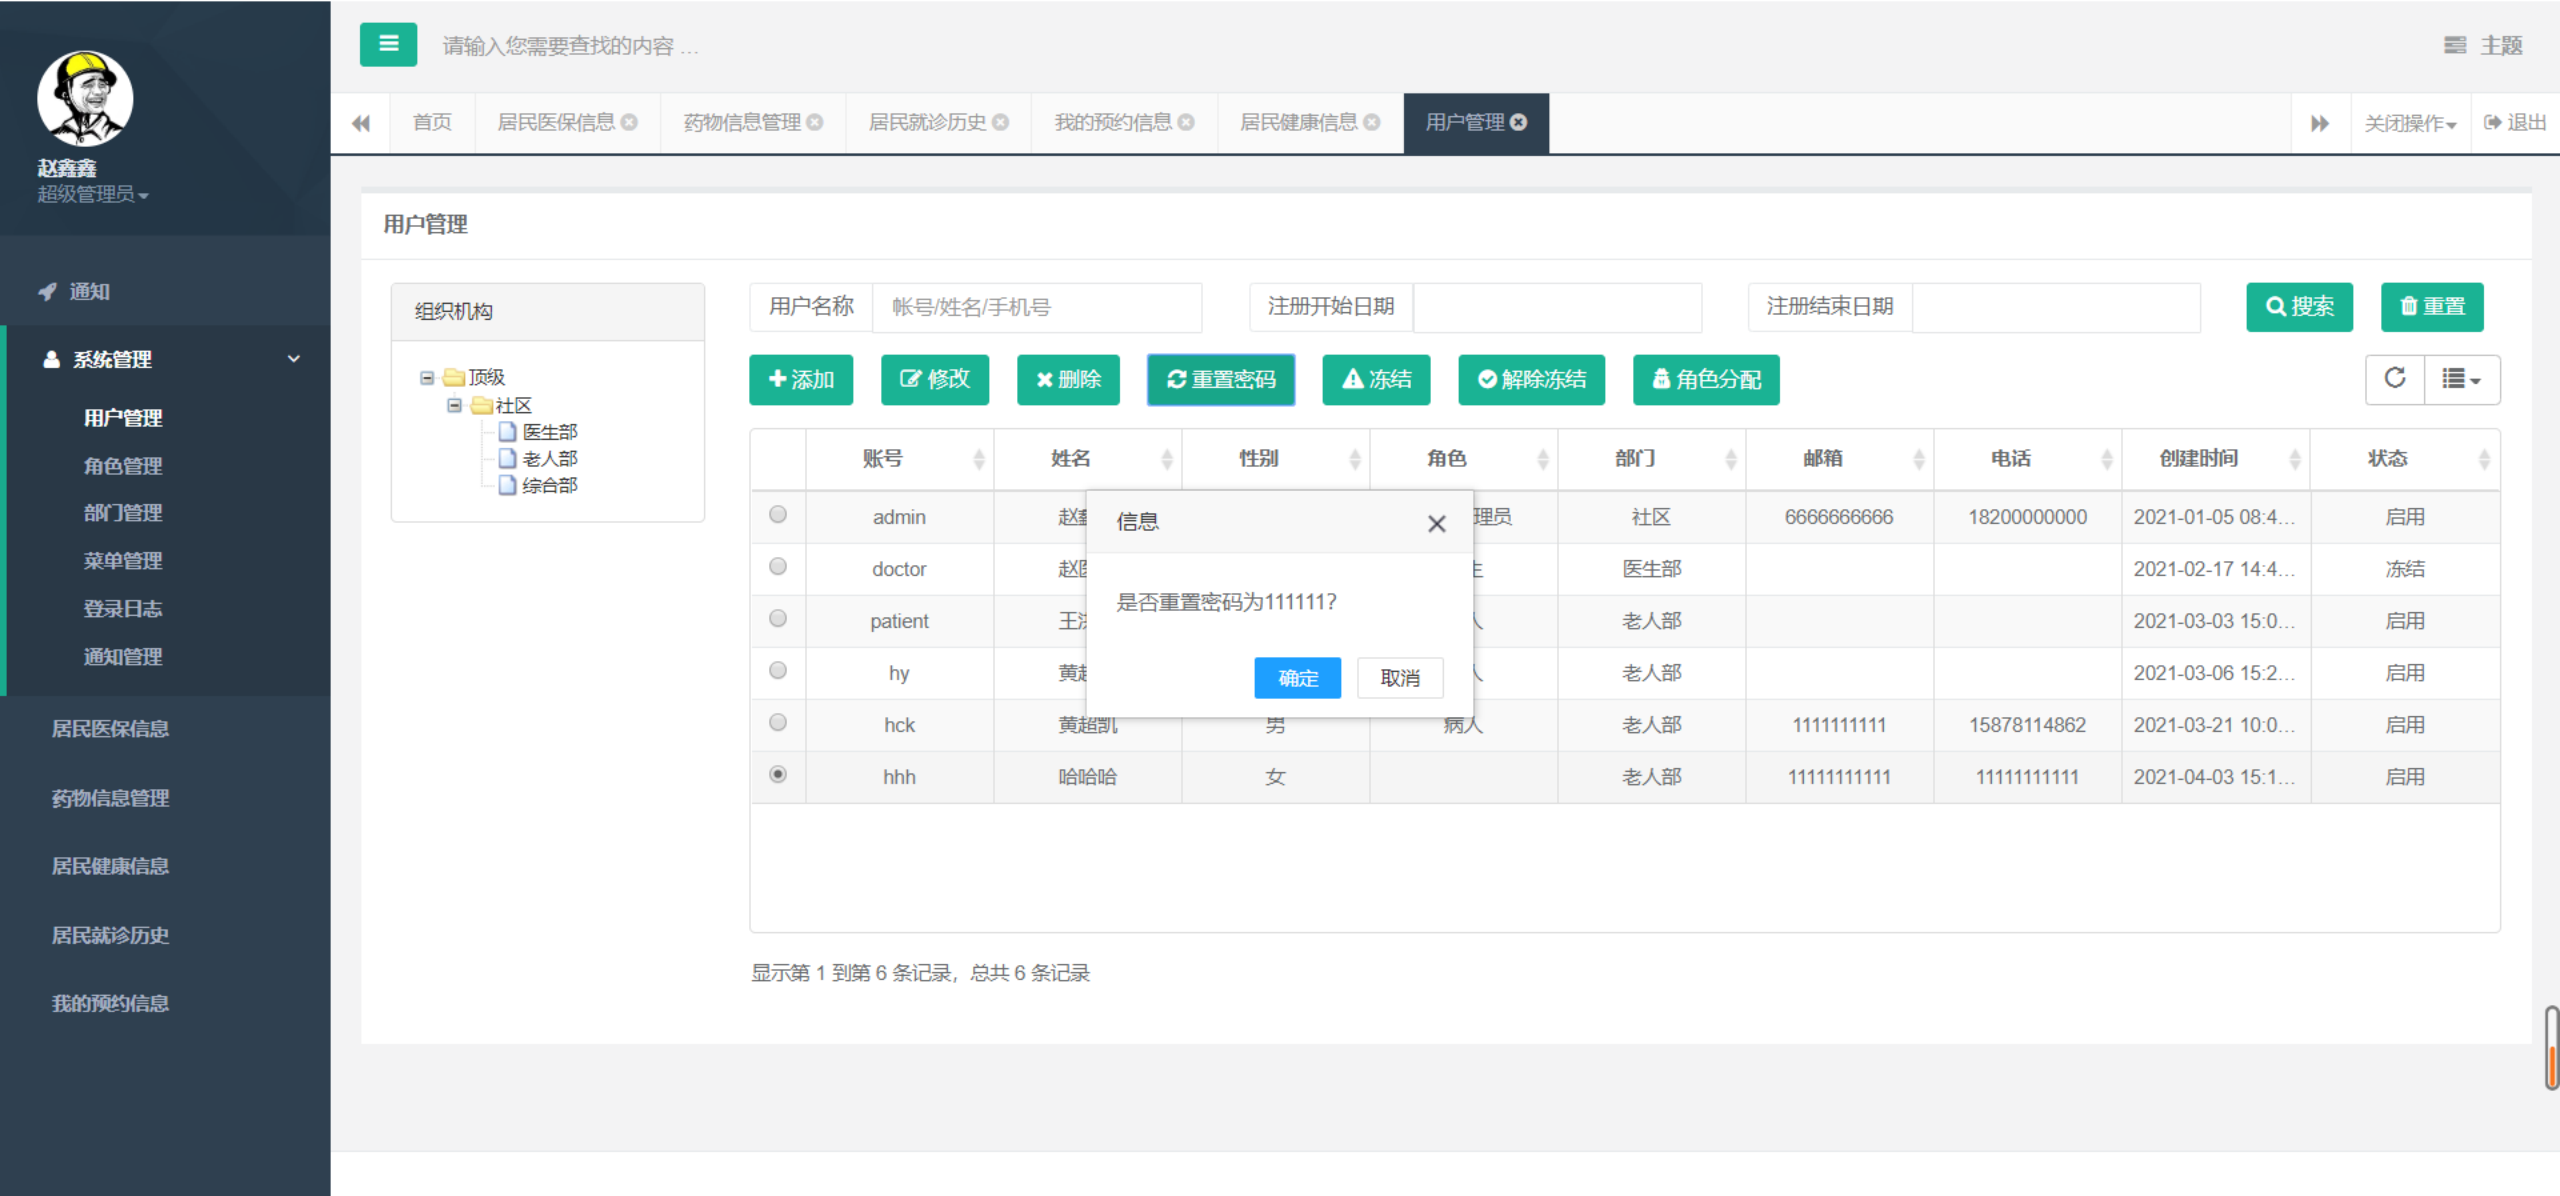 请输入您需要查找的内容 …
主题
赵鑫鑫
超级管理员
首页 居民医保信息 药物信息管理 居民就诊历史 我的预约信息 居民健康信息 用户管理 关闭操作 退出
通知
系统管理
用户管理
角色管理
部门管理
菜单管理
登录日志
通知管理
居民医保信息
药物信息管理
居民健康信息
居民就诊历史
我的预约信息
用户管理
组织机构
顶级
社区
医生部
老人部
综合部
用户名称 帐号/姓名/手机号 注册开始日期 注册结束日期 搜索 重置
添加 修改 删除 重置密码 冻结 解除冻结 角色分配
账号 姓名 性别 角色 部门 邮箱 电话 创建时间 状态
admin 赵 理员 社区 6666666666 18200000000 2021-01-05 08:4... 启用
doctor 赵 医生部 2021-02-17 14:4... 冻结
patient 王 老人部 2021-03-03 15:0... 启用
hy 黄 老人部 2021-03-06 15:2... 启用
hck 黄超凯 男 病人 老人部 1111111111 15878114862 2021-03-21 10:0... 启用
hhh 哈哈哈 女 老人部 11111111111 11111111111 2021-04-03 15:1... 启用
信息
是否重置密码为111111?
确定 取消
显示第 1 到第 6 条记录，总共 6 条记录